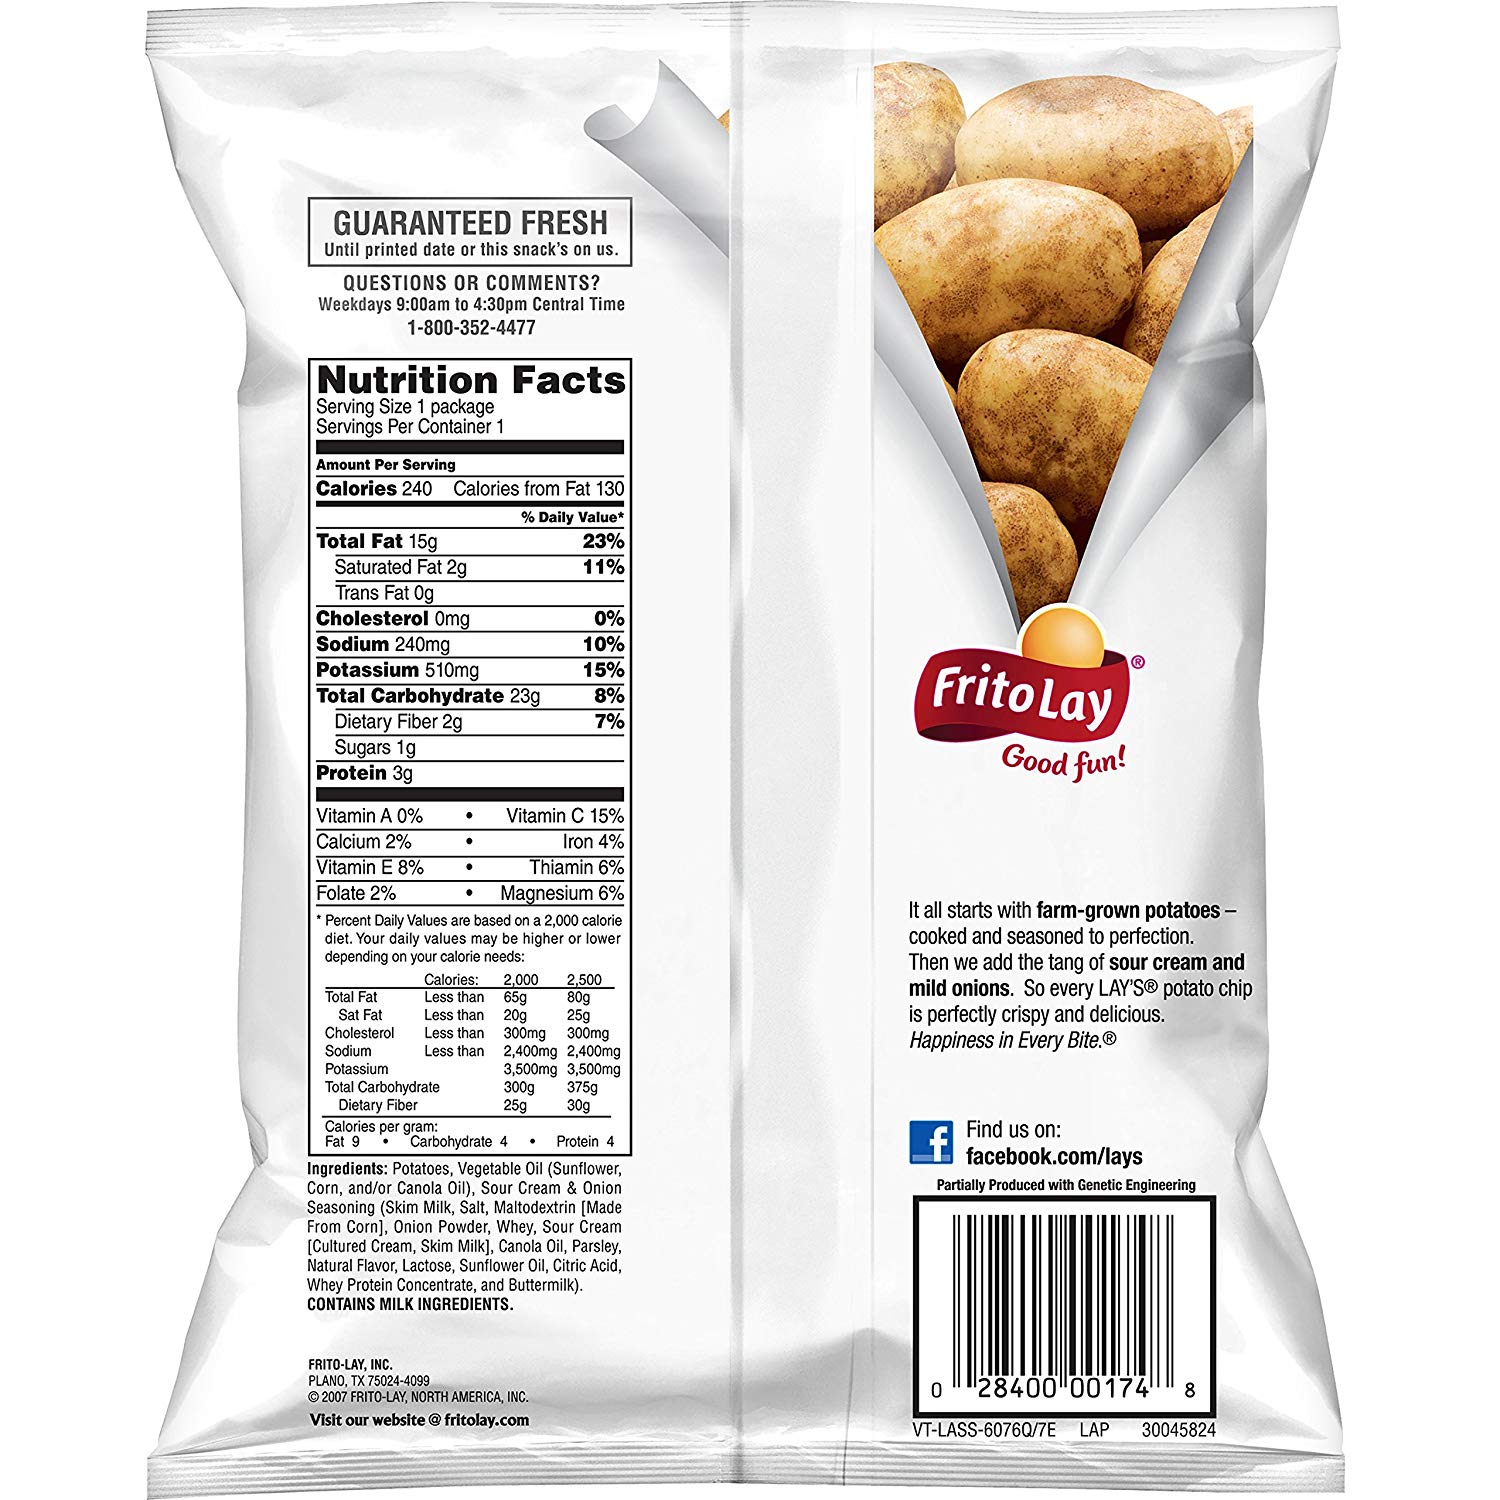 GUARANTEED FRESH
Until printed date or this snack's on us.
QUESTIONS OR COMMENTS?
Weekdays 9:00am to 4:30pm Central Time
1-800-352-4477
Nutrition Facts
Serving Size 1 package
Servings Per Container 1
Amount Per Serving
Calories 240 Calories from Fat 130
% Daily Value*
Total Fat 15g 23%
Saturated Fat 2g 11%
Trans Fat 0g
Cholesterol 0mg 0%
Sodium 240mg 10%
Potassium 510mg 15%
Total Carbohydrate 23g 8%
Dietary Fiber 2g 7%
Sugars 1g
Protein 3g
Vitamin A 0% • Vitamin C 15%
Calcium 2% • Iron 4%
Vitamin E 8% • Thiamin 6%
Folate 2% • Magnesium 6%
* Percent Daily Values are based on a 2,000 calorie
diet. Your daily values may be higher or lower
depending on your calorie needs:
Calories: 2,000 2,500
Total Fat Less than 65g 80g
Sat Fat Less than 20g 25g
Cholesterol Less than 300mg 300mg
Sodium Less than 2,400mg 2,400mg
Potassium 3,500mg 3,500mg
Total Carbohydrate 300g 375g
Dietary Fiber 25g 30g
Calories per gram:
Fat 9 • Carbohydrate 4 • Protein 4
Ingredients: Potatoes, Vegetable Oil (Sunflower,
Corn, and/or Canola Oil), Sour Cream & Onion
Seasoning (Skim Milk, Salt, Maltodextrin [Made
From Corn], Onion Powder, Whey, Sour Cream
[Cultured Cream, Skim Milk], Canola Oil, Parsley,
Natural Flavor, Lactose, Sunflower Oil, Citric Acid,
Whey Protein Concentrate, and Buttermilk).
CONTAINS MILK INGREDIENTS.
FRITO-LAY, INC.
PLANO, TX 75024-4099
© 2007 FRITO-LAY, NORTH AMERICA, INC.
Visit our website @ fritolay.com
FritoLay®
Good fun!
It all starts with farm-grown potatoes –
cooked and seasoned to perfection.
Then we add the tang of sour cream and
mild onions. So every LAY'S® potato chip
is perfectly crispy and delicious.
Happiness in Every Bite.®
f
Find us on:
facebook.com/lays
Partially Produced with Genetic Engineering
0 28400 00174 8
VT-LASS-6076Q/7E LAP 30045824